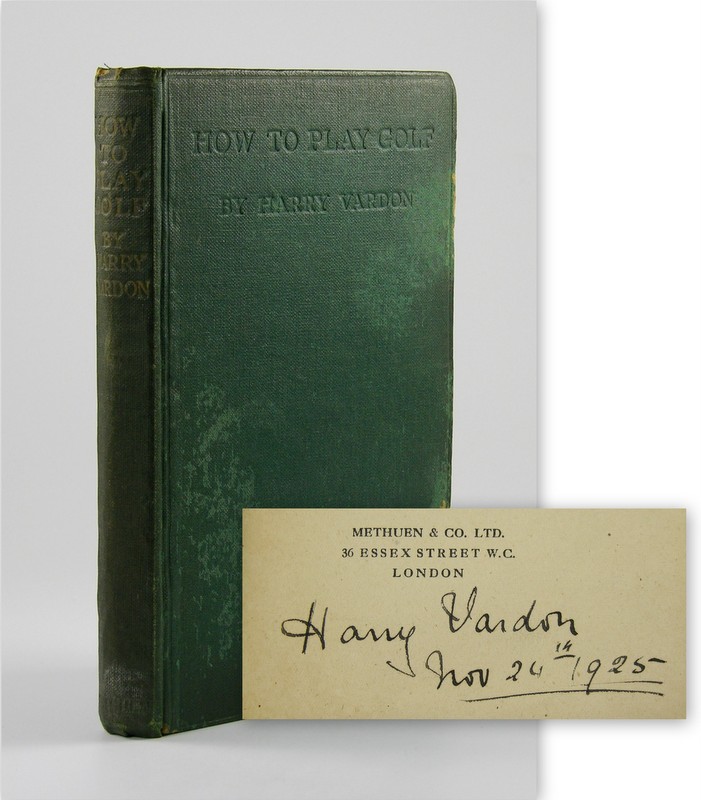 HOW
TO
PLAY
GOLF
BY
HARRY
VARDON
HOW TO PLAY GOLF
BY HARRY VARDON
METHUEN & CO. LTD.
36 ESSEX STREET W.C.
LONDON
Harry Vardon
Nov 24th 1925